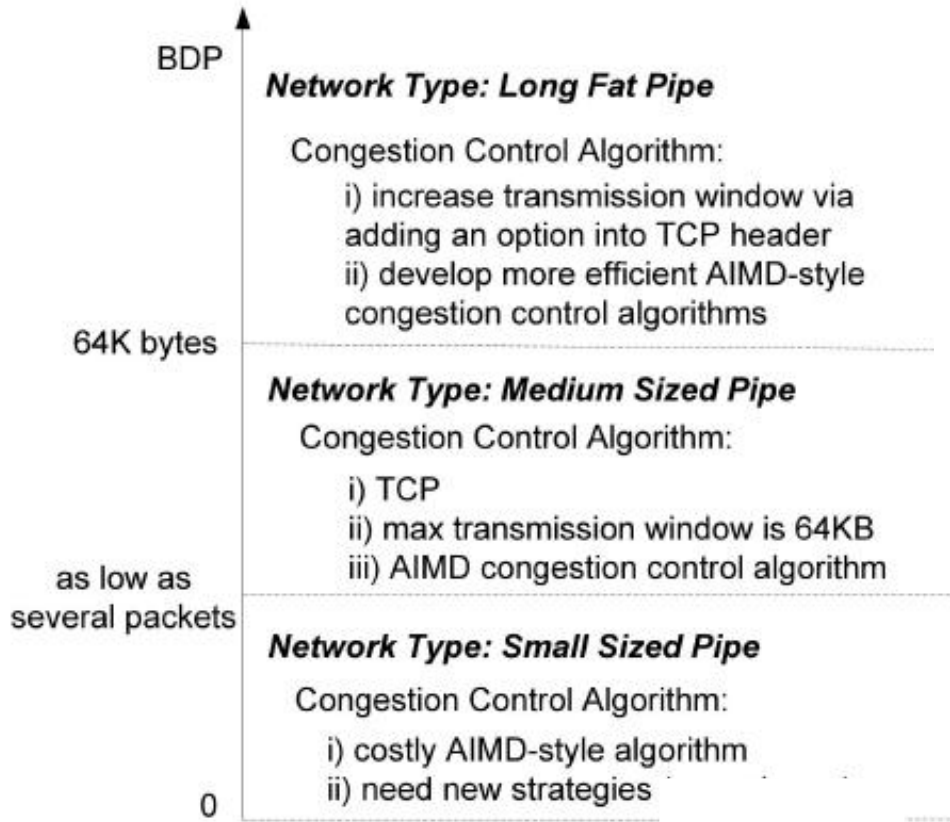 BDP
Network Type: Long Fat Pipe
Congestion Control Algorithm:
i) increase transmission window via
adding an option into TCP header
ii) develop more efficient AIMD-style
congestion control algorithms
64K bytes
Network Type: Medium Sized Pipe
Congestion Control Algorithm:
i) TCP
ii) max transmission window is 64KB
iii) AIMD congestion control algorithm
as low as
several packets
Network Type: Small Sized Pipe
Congestion Control Algorithm:
i) costly AIMD-style algorithm
ii) need new strategies
0